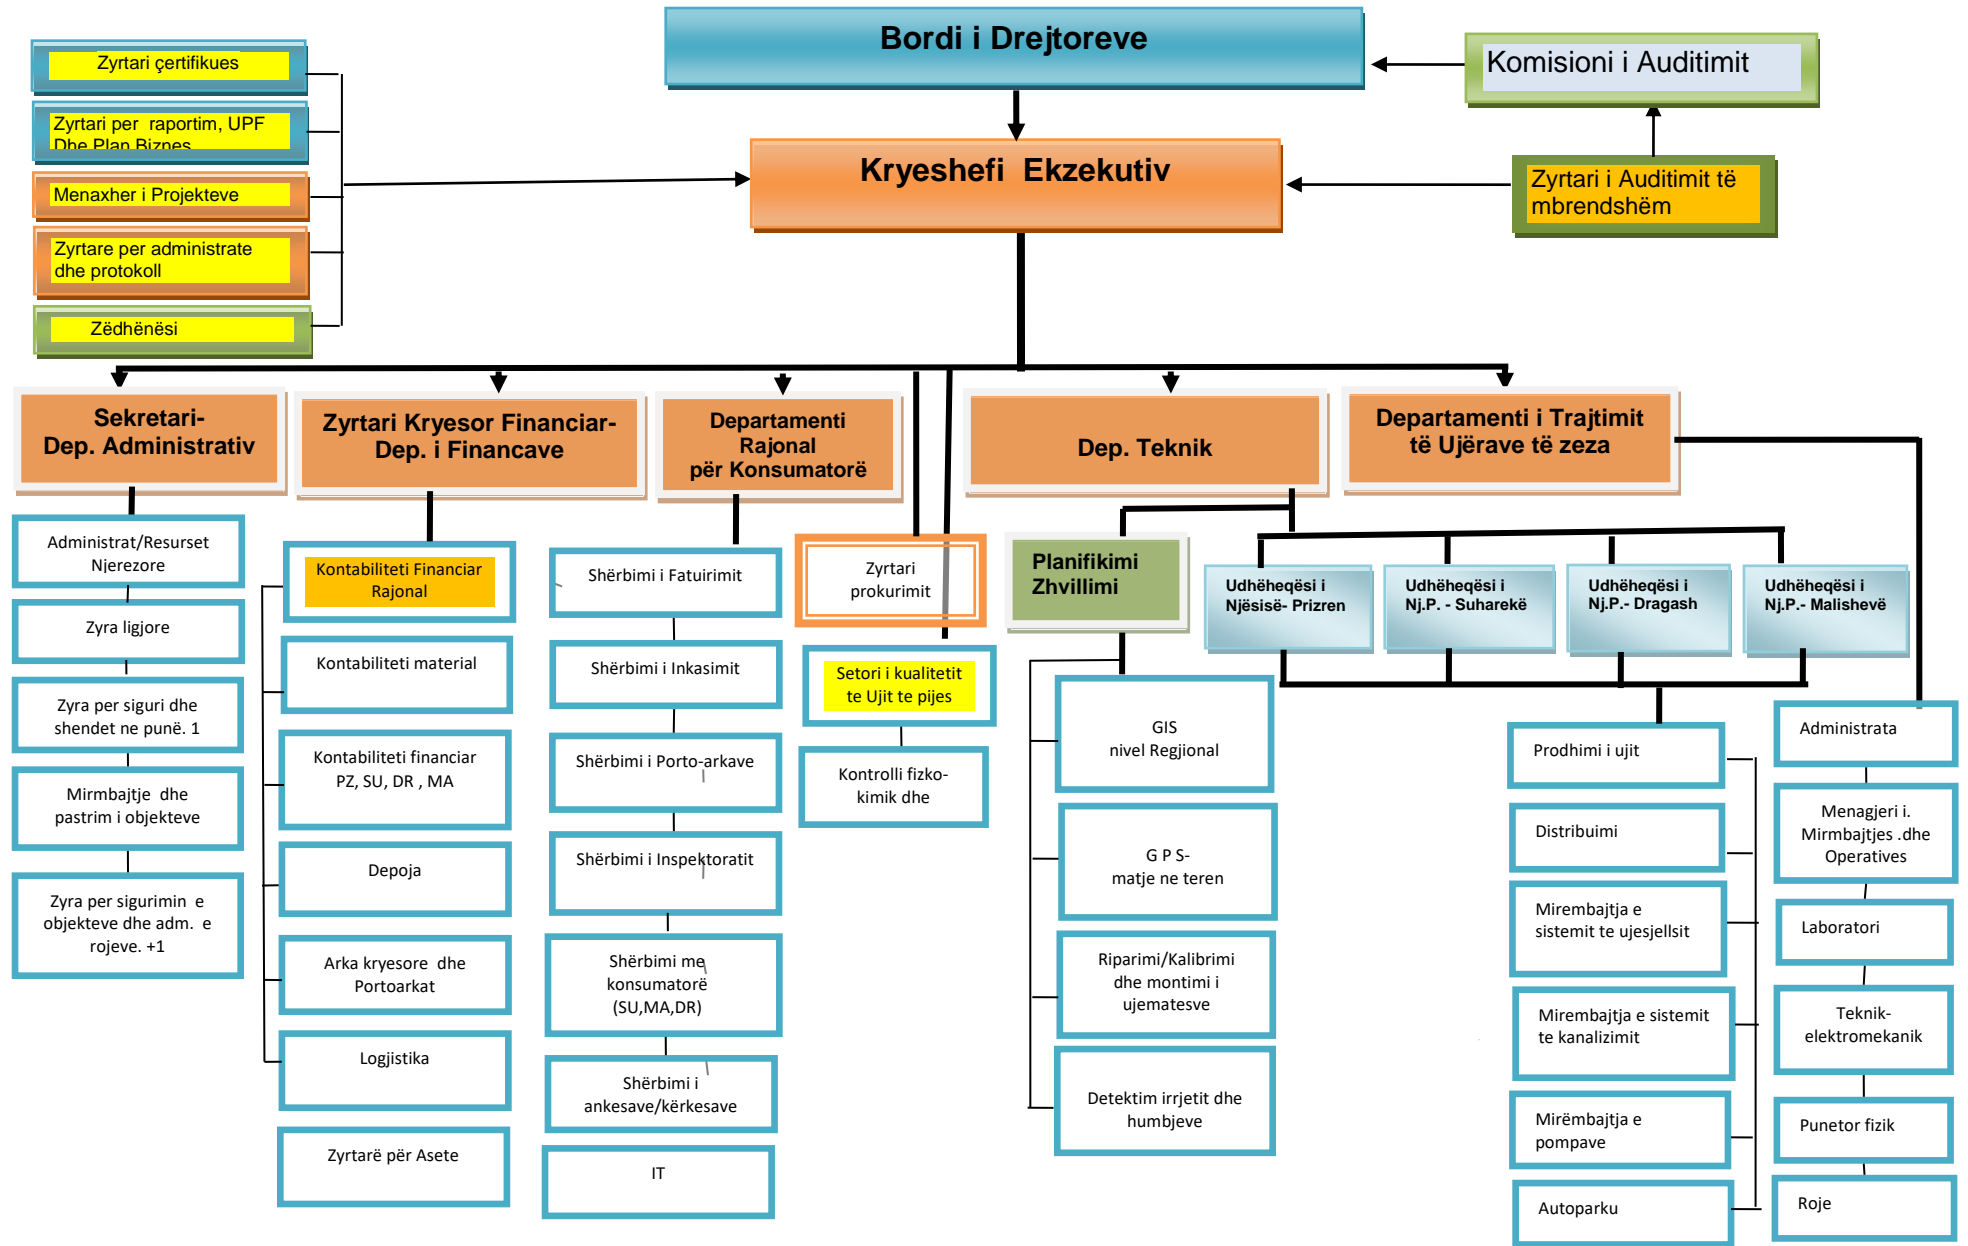 Bordi i Drejtoreve
Komisioni i Auditimit
Zyrtari çertifikues
Zyrtari per raportim, UPF
Dhe Plan Biznes
Menaxher i Projekteve
Zyrtare per administrate
dhe protokoll
Zëdhënësi
Kryeshefi Ekzekutiv
Zyrtari i Auditimit të
mbrendshëm
Sekretari-
Dep. Administrativ
Zyrtari Kryesor Financiar-
Dep. i Financave
Departamenti
Rajonal
për Konsumatorë
Dep. Teknik
Departamenti i Trajtimit
të Ujërave të zeza
Administrat/Resurset
Njerezore
Zyra ligjore
Zyra per siguri dhe
shendet ne punë. 1
Mirmbajtje dhe
pastrim i objekteve
Zyra per sigurimin e
objekteve dhe adm. e
rojeve. +1
Kontabiliteti Financiar
Rajonal
Kontabiliteti material
Kontabiliteti financiar
PZ, SU, DR , MA
Depoja
Arka kryesore dhe
Portoarkat
Logjistika
Zyrtarë për Asete
Shërbimi i Fatuirimit
Shërbimi i Inkasimit
Shërbimi i Porto-arkave
Shërbimi i Inspektoratit
Shërbimi me
konsumatorë
(SU,MA,DR)
Shërbimi i
ankesave/kërkesave
IT
Zyrtari
prokurimit
Setori i kualitetit
te Ujit te pijes
Kontrolli fizko-
kimik dhe
Planifikimi
Zhvillimi
GIS
nivel Regjional
G P S-
matje ne teren
Riparimi/Kalibrimi
dhe montimi i
ujematesve
Detektim irrjetit dhe
humbjeve
Udhëheqësi i
Njësisë- Prizren
Udhëheqësi i
Nj.P. - Suharekë
Udhëheqësi i
Nj.P.- Dragash
Udhëheqësi i
Nj.P.- Malishevë
Prodhimi i ujit
Distribuimi
Mirembajtja e
sistemit te ujesjellsit
Mirembajtja e sistemit
te kanalizimit
Mirëmbajtja e
pompave
Autoparku
Administrata
Menagjeri i.
Mirmbajtjes .dhe
Operatives
Laboratori
Teknik-
elektromekanik
Punetor fizik
Roje